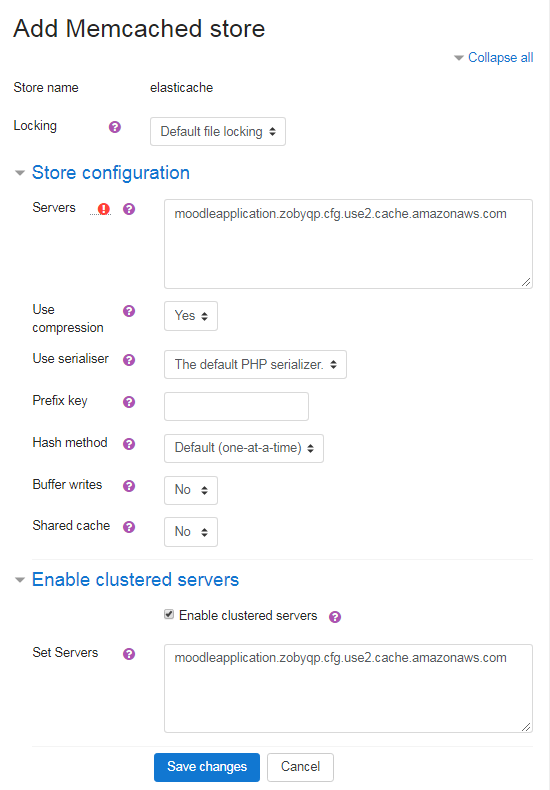 Add Memcached store
Collapse all
Store name elasticache
Locking ? Default file locking
Store configuration
Servers ! ? moodleapplication.zobyqp.cfg.use2.cache.amazonaws.com
Use
compression ? Yes
Use serialiser ? The default PHP serializer.
Prefix key ?
Hash method ? Default (one-at-a-time)
Buffer writes ? No
Shared cache ? No
Enable clustered servers
Enable clustered servers ?
Set Servers ? moodleapplication.zobyqp.cfg.use2.cache.amazonaws.com
Save changes Cancel